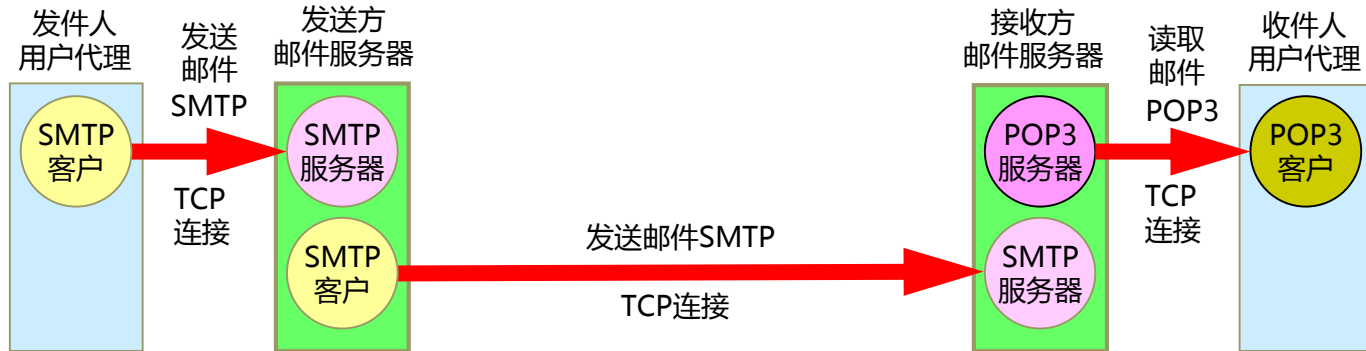 发件人
用户代理
发送
邮件
SMTP
发送方
邮件服务器
接收方
邮件服务器
读取
邮件
POP3
收件人
用户代理
SMTP
客户
SMTP
服务器
POP3
服务器
POP3
客户
TCP
连接
TCP
连接
SMTP
客户
发送邮件SMTP
TCP连接
SMTP
服务器